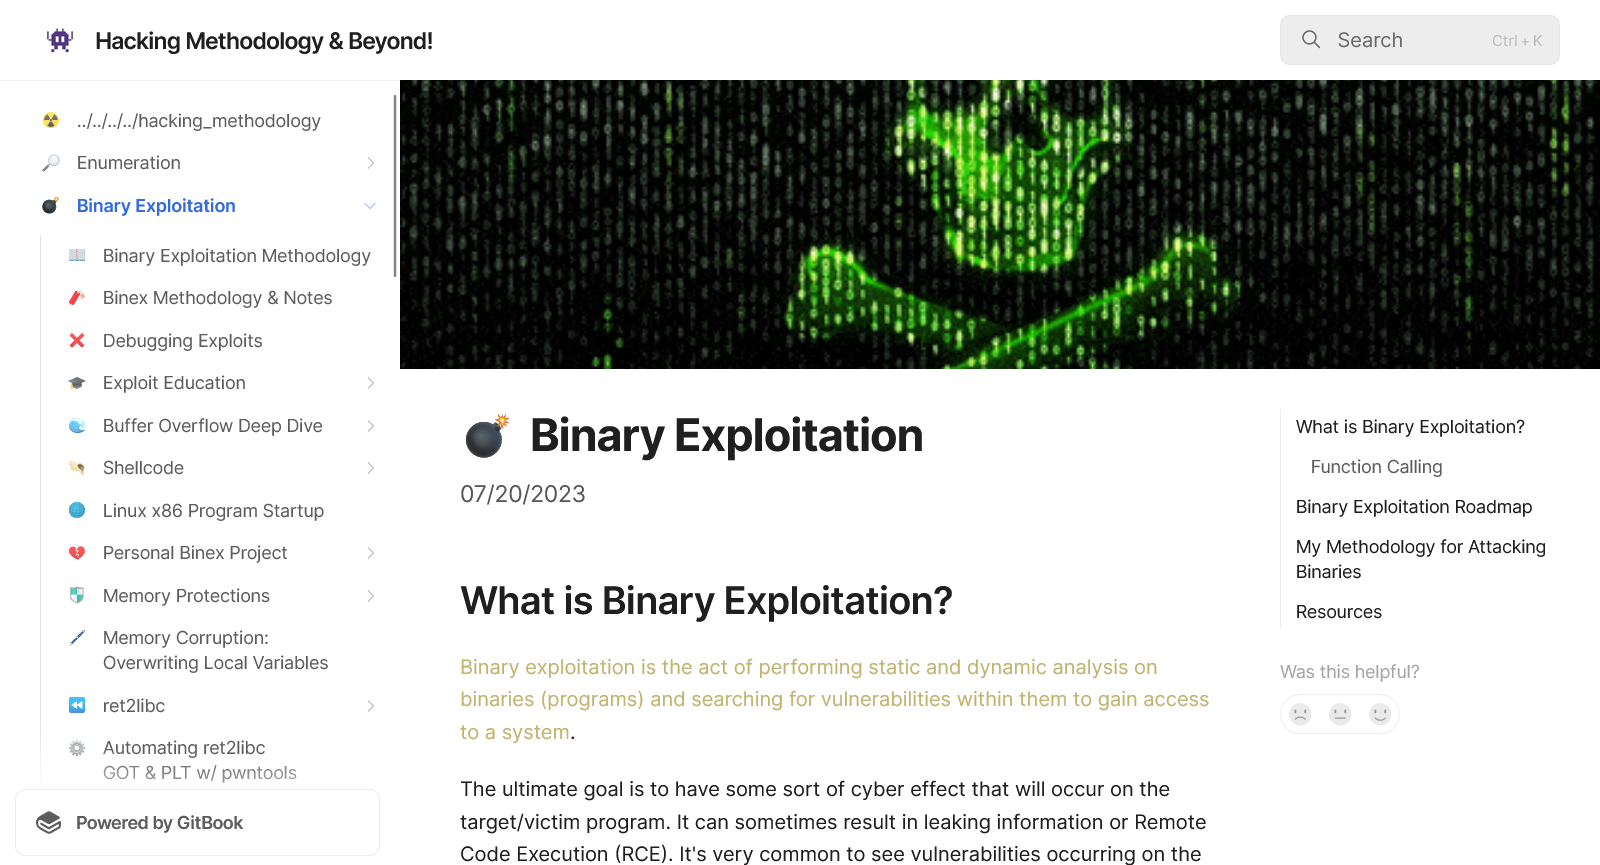 Hacking Methodology & Beyond!
Search
Ctrl + K
../../../../hacking_methodology
Enumeration
Binary Exploitation
Binary Exploitation Methodology
Binex Methodology & Notes
Debugging Exploits
Exploit Education
Buffer Overflow Deep Dive
Shellcode
Linux x86 Program Startup
Personal Binex Project
Memory Protections
Memory Corruption:
Overwriting Local Variables
ret2libc
Automating ret2libc
GOT & PLT w/ pwntools
Powered by GitBook
Binary Exploitation
07/20/2023
What is Binary Exploitation?
Binary exploitation is the act of performing static and dynamic analysis on
binaries (programs) and searching for vulnerabilities within them to gain access
to a system.
The ultimate goal is to have some sort of cyber effect that will occur on the
target/victim program. It can sometimes result in leaking information or Remote
Code Execution (RCE). It's very common to see vulnerabilities occurring on the
What is Binary Exploitation?
Function Calling
Binary Exploitation Roadmap
My Methodology for Attacking
Binaries
Resources
Was this helpful?